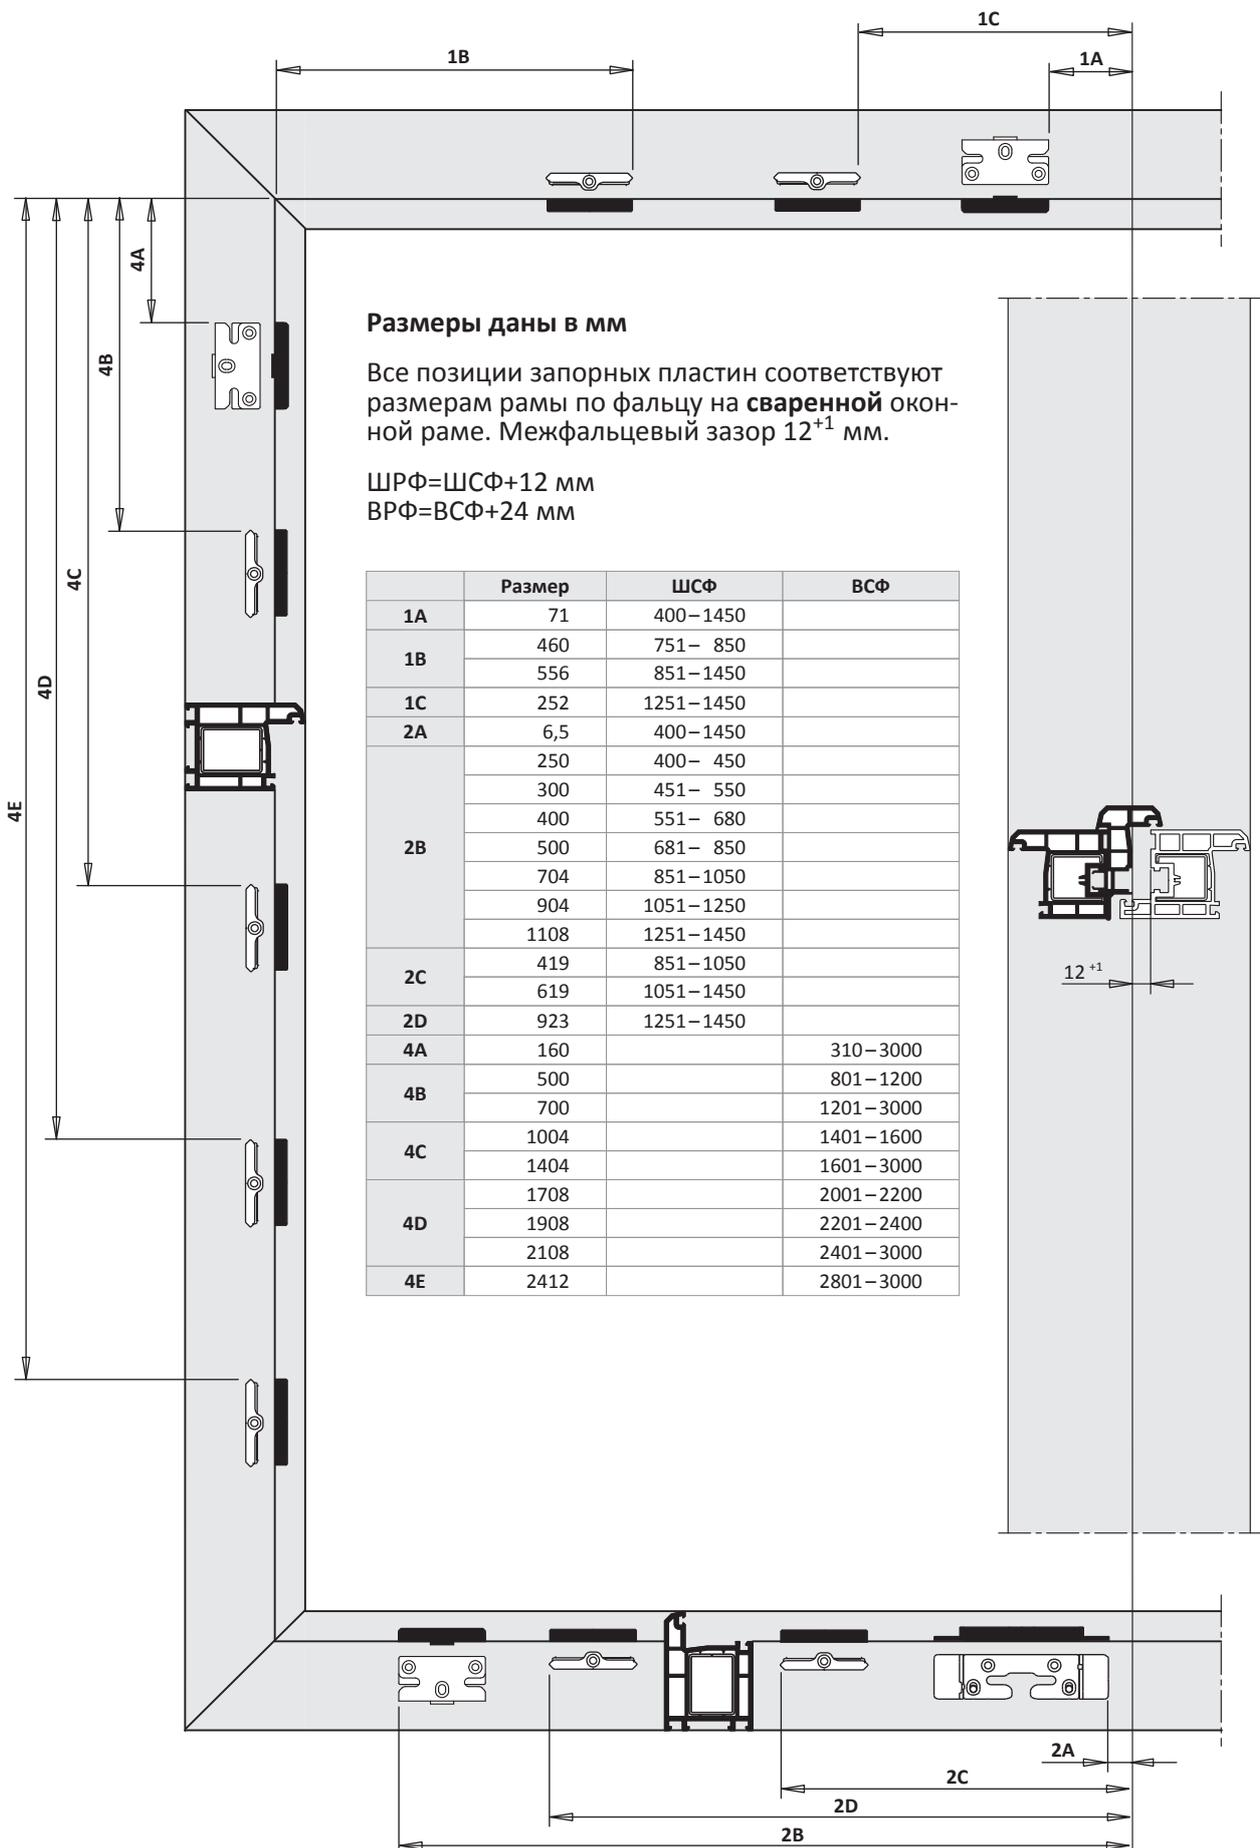 1C
1B
1A
4A
Размеры даны в мм
4B
Все позиции запорных пластин соответствуют
размерам рамы по фальцу на сваренной окон-
ной раме. Межфальцевый зазор 12+1 мм.
ШРФ=ШСФ+12 мм
ВРФ=ВСФ+24 мм
4C
4D
4E
Размер ШСФ ВСФ
1A 71 400–1450
1B 460 751– 850
556 851–1450
1C 252 1251–1450
2A 6,5 400–1450
2B 250 400– 450
300 451– 550
400 551– 680
500 681– 850
704 851–1050
904 1051–1250
1108 1251–1450
2C 419 851–1050
619 1051–1450
2D 923 1251–1450
4A 160 310–3000
4B 500 801–1200
700 1201–3000
4C 1004 1401–1600
1404 1601–3000
4D 1708 2001–2200
1908 2201–2400
2108 2401–3000
4E 2412 2801–3000
12 +1
2A
2C
2D
2B